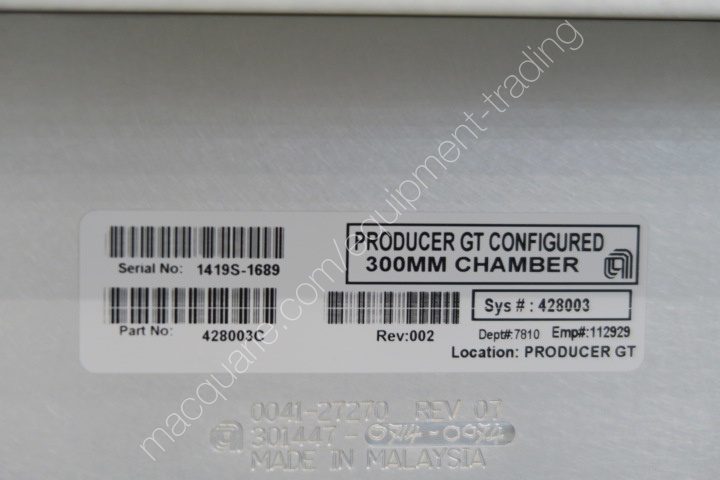 macquarie.com/equipment-trading
PRODUCER GT CONFIGURED
300MM CHAMBER
Serial No: 1419S-1689
Sys # : 428003
Part No: 428003C
Rev:002
Dept#:7810 Emp#:112929
Location: PRODUCER GT
0041-27270 REV 07
301447-
MADE IN MALAYSIA